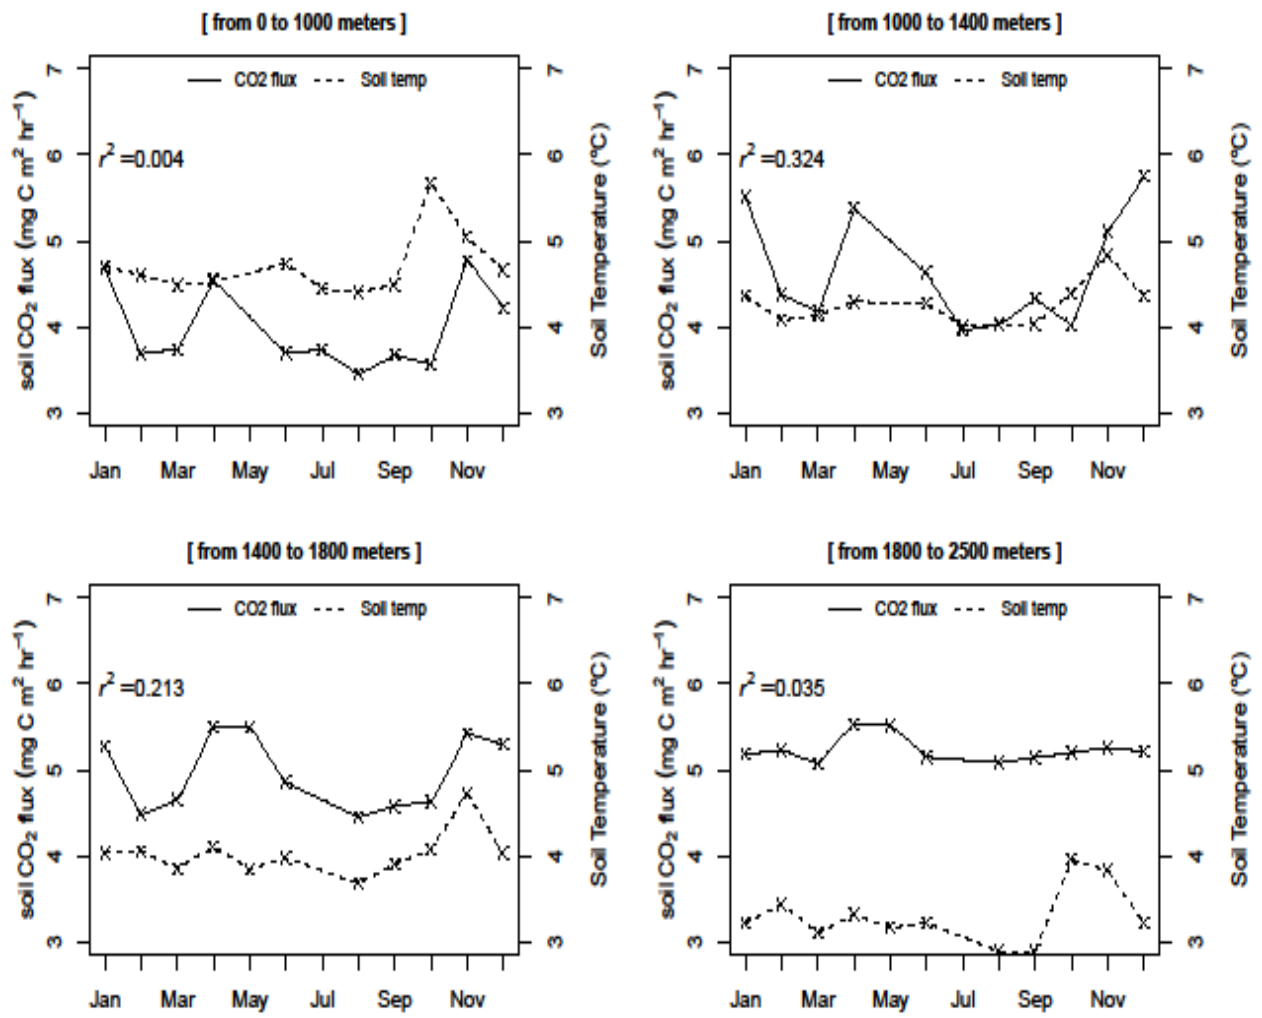 [ from 0 to 1000 meters ]
CO2 flux Soil temp
r² =0.004
soil CO₂ flux (mg C m² hr⁻¹)
7
6
5
4
3
7
6
5
4
3
Soil Temperature (°C)
Jan Mar May Jul Sep Nov
[ from 1000 to 1400 meters ]
CO2 flux Soil temp
r² =0.324
soil CO₂ flux (mg C m² hr⁻¹)
7
6
5
4
3
7
6
5
4
3
Soil Temperature (°C)
Jan Mar May Jul Sep Nov
[ from 1400 to 1800 meters ]
CO2 flux Soil temp
r² =0.213
soil CO₂ flux (mg C m² hr⁻¹)
7
6
5
4
3
7
6
5
4
3
Soil Temperature (°C)
Jan Mar May Jul Sep Nov
[ from 1800 to 2500 meters ]
CO2 flux Soil temp
r² =0.035
soil CO₂ flux (mg C m² hr⁻¹)
7
6
5
4
3
7
6
5
4
3
Soil Temperature (°C)
Jan Mar May Jul Sep Nov